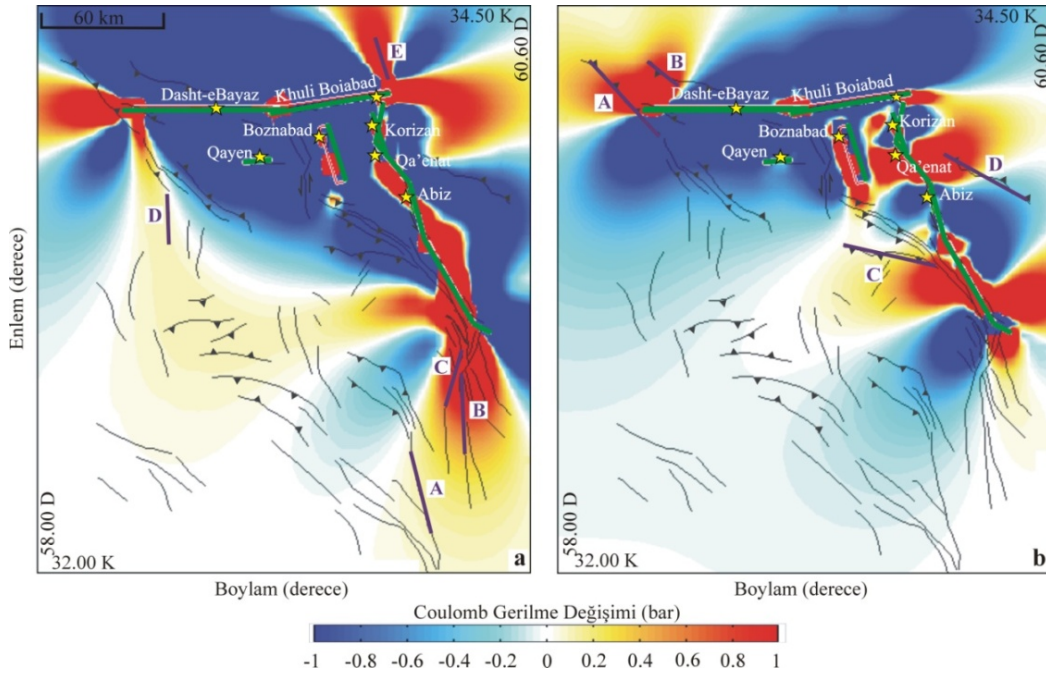 60 km
34.50 K
60.60 D
E
Khuli Boiabad
Dasht-eBayaz
Boznabad
Korizan
Qayen
Qa'enat
Abiz
D
C
B
A
58.00 D
32.00 K
a
34.50 K
60.60 D
B
A
Khuli Boiabad
Dasht-eBayaz
Boznabad
Korizan
Qayen
Qa'enat
D
Abiz
C
58.00 D
32.00 K
b
Enlem (derece)
Boylam (derece)
Boylam (derece)
Coulomb Gerilme Değişimi (bar)
-1 -0.8 -0.6 -0.4 -0.2 0 0.2 0.4 0.6 0.8 1